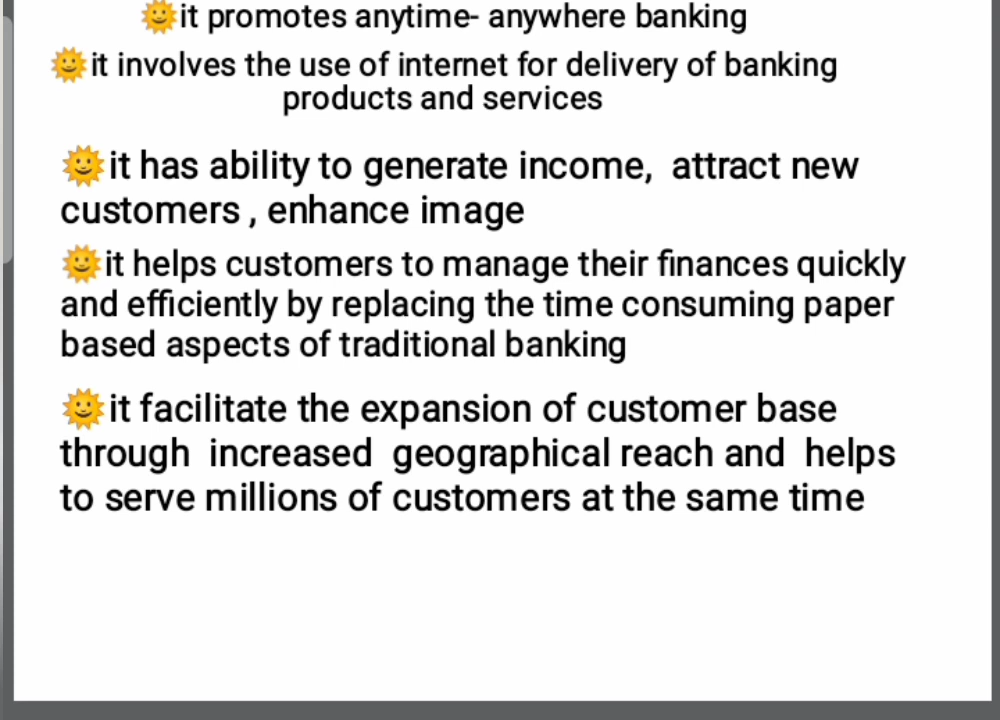 🌞it promotes anytime- anywhere banking
🌞it involves the use of internet for delivery of banking
products and services
🌞it has ability to generate income, attract new
customers , enhance image
🌞it helps customers to manage their finances quickly
and efficiently by replacing the time consuming paper
based aspects of traditional banking
🌞it facilitate the expansion of customer base
through increased geographical reach and helps
to serve millions of customers at the same time